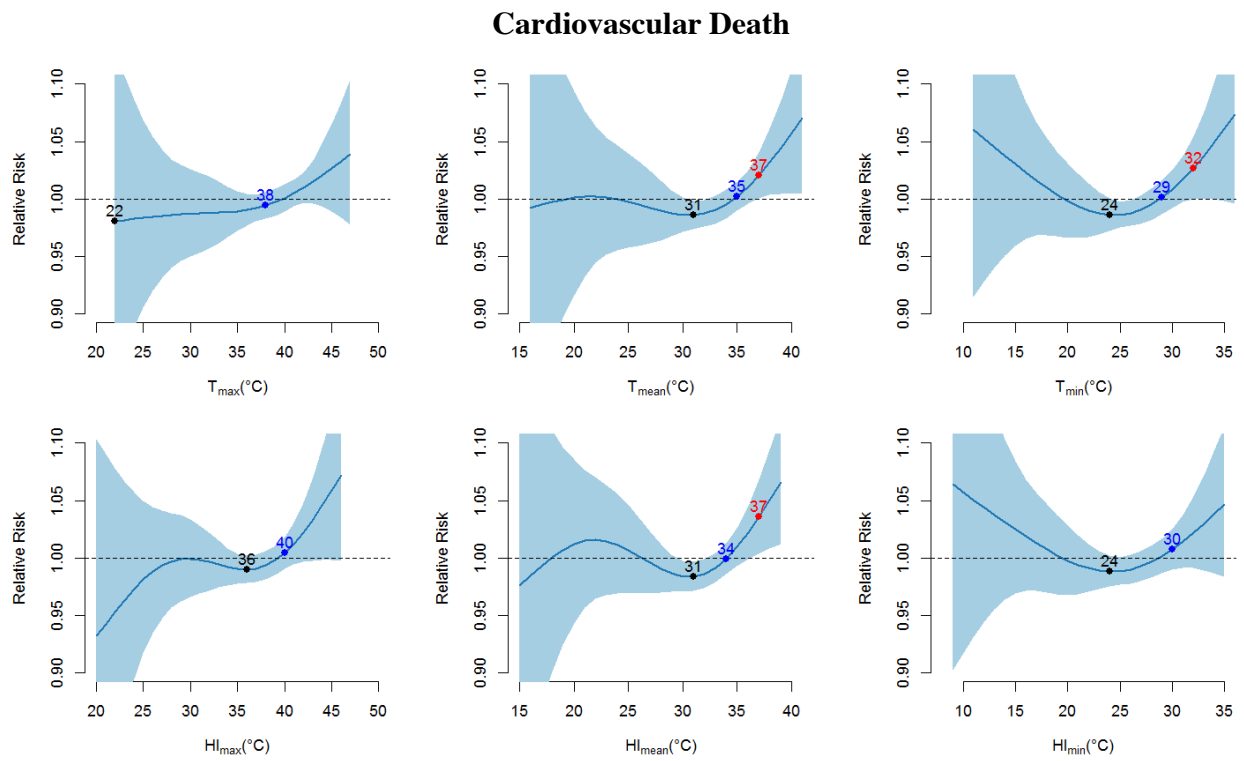 Cardiovascular Death
Relative Risk
0.90 0.95 1.00 1.05 1.10
22
38
20 25 30 35 40 45 50
Tmax(°C)
Relative Risk
0.90 0.95 1.00 1.05 1.10
31
35
37
15 20 25 30 35 40
Tmean(°C)
Relative Risk
0.90 0.95 1.00 1.05 1.10
24
29
32
10 15 20 25 30 35
Tmin(°C)
Relative Risk
0.90 0.95 1.00 1.05 1.10
36
40
20 25 30 35 40 45 50
HImax(°C)
Relative Risk
0.90 0.95 1.00 1.05 1.10
31
34
37
15 20 25 30 35 40
HImean(°C)
Relative Risk
0.90 0.95 1.00 1.05 1.10
24
30
10 15 20 25 30 35
HImin(°C)